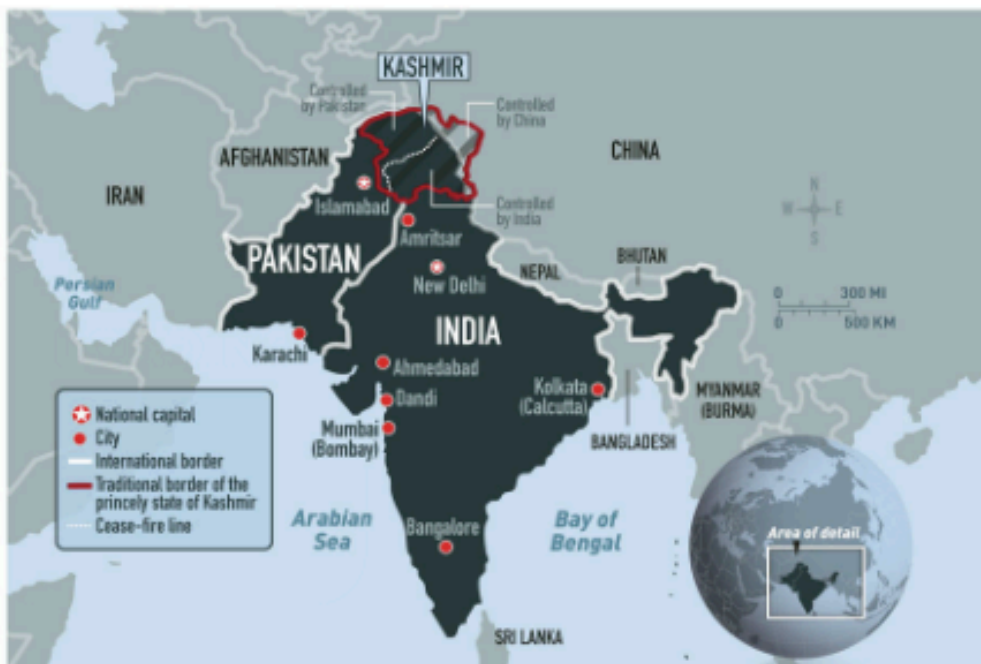 KASHMIR
Controlled
by Pakistan
Controlled
by China
AFGHANISTAN
CHINA
IRAN
Islamabad
Controlled
by India
N
W
E
S
Amritsar
PAKISTAN
NEPAL
BHUTAN
New Delhi
Persian
Gulf
0 300 MI
0 500 KM
INDIA
Karachi
Ahmedabad
Dandi
Kolkata
(Calcutta)
MYANMAR
(BURMA)
Mumbai
(Bombay)
BANGLADESH
National capital
City
International border
Traditional border of the
princely state of Kashmir
Cease-fire line
Arabian
Sea
Bay of
Bengal
Bangalore
Area of detail
SRI LANKA